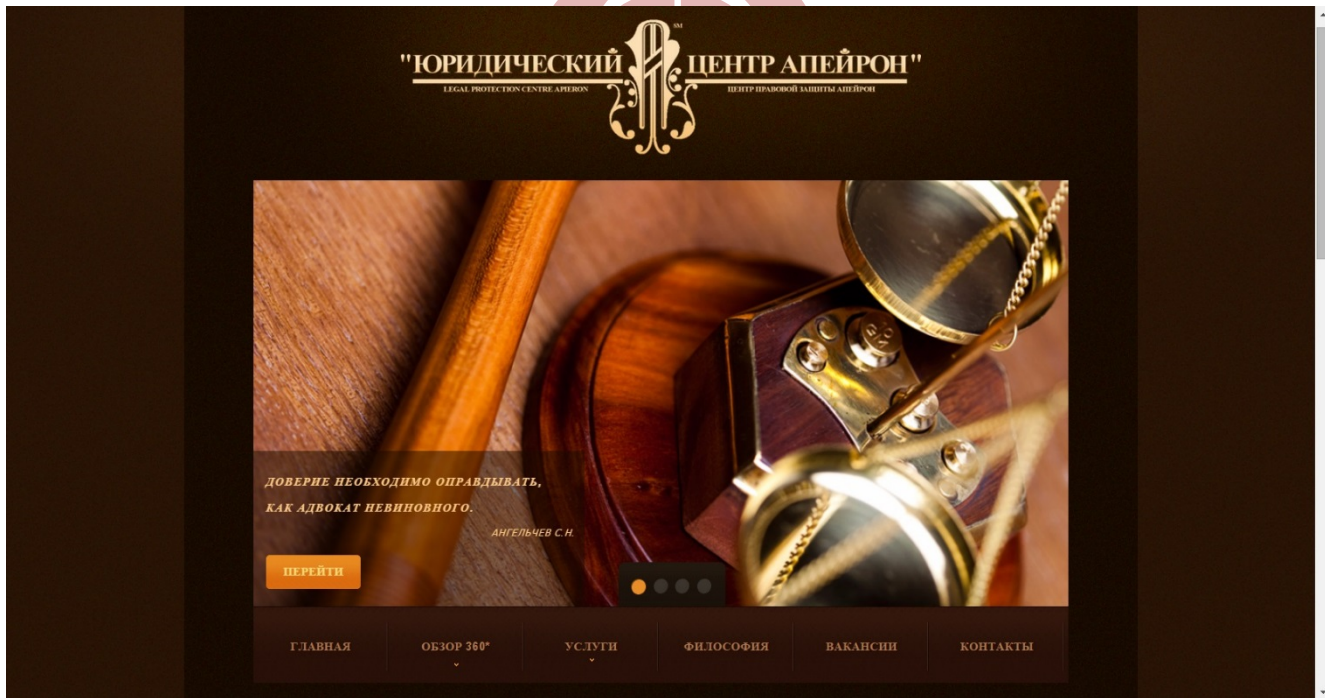 "ЮРИДИЧЕСКИЙ ЦЕНТР АПЕЙРОН"
SM
LEGAL PROTECTION CENTRE APIERON
ЦЕНТР ПРАВОВОЙ ЗАЩИТЫ АПЕЙРОН
ДОВЕРИЕ НЕОБХОДИМО ОПРАВДЫВАТЬ,
КАК АДВОКАТ НЕВИНОВНОГО.
АНГЕЛЬЧЕВ С.Н.
ПЕРЕЙТИ
ГЛАВНАЯ ОБЗОР 360° УСЛУГИ ФИЛОСОФИЯ ВАКАНСИИ КОНТАКТЫ